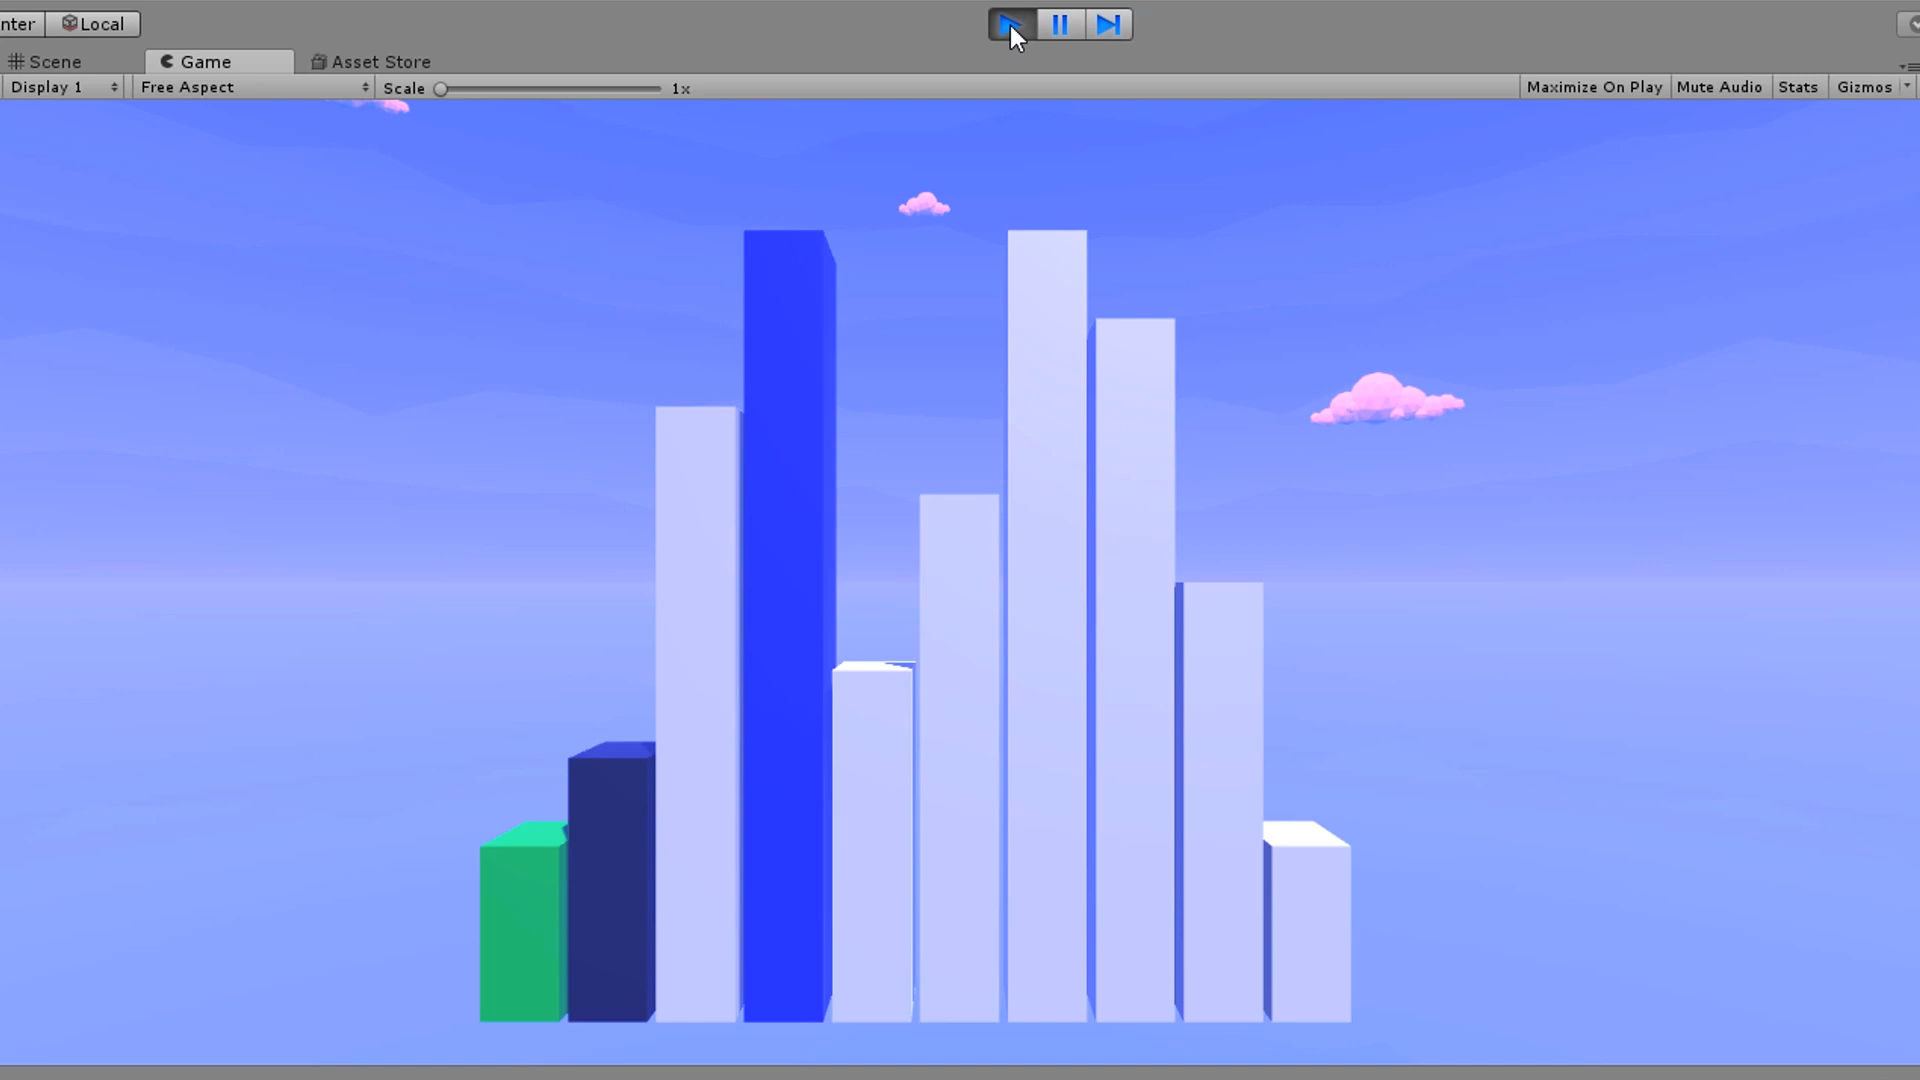 nter Local
Scene Game Asset Store
Display 1 Free Aspect Scale 1x Maximize On Play Mute Audio Stats Gizmos